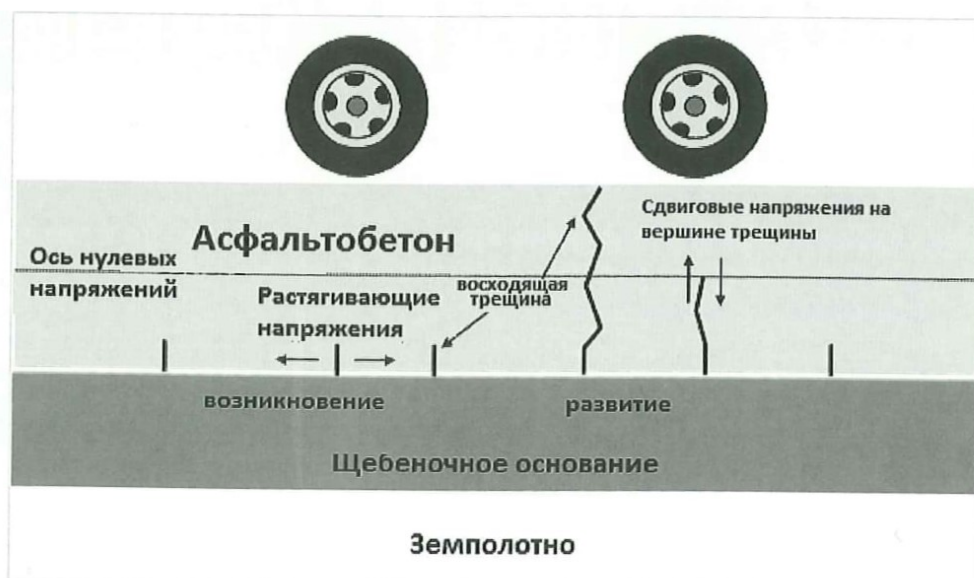 Сдвиговые напряжения на
вершине трещины
Асфальтобетон
Ось нулевых
напряжений
восходящая
трещина
Растягивающие
напряжения
возникновение
развитие
Щебеночное основание
Земполотно